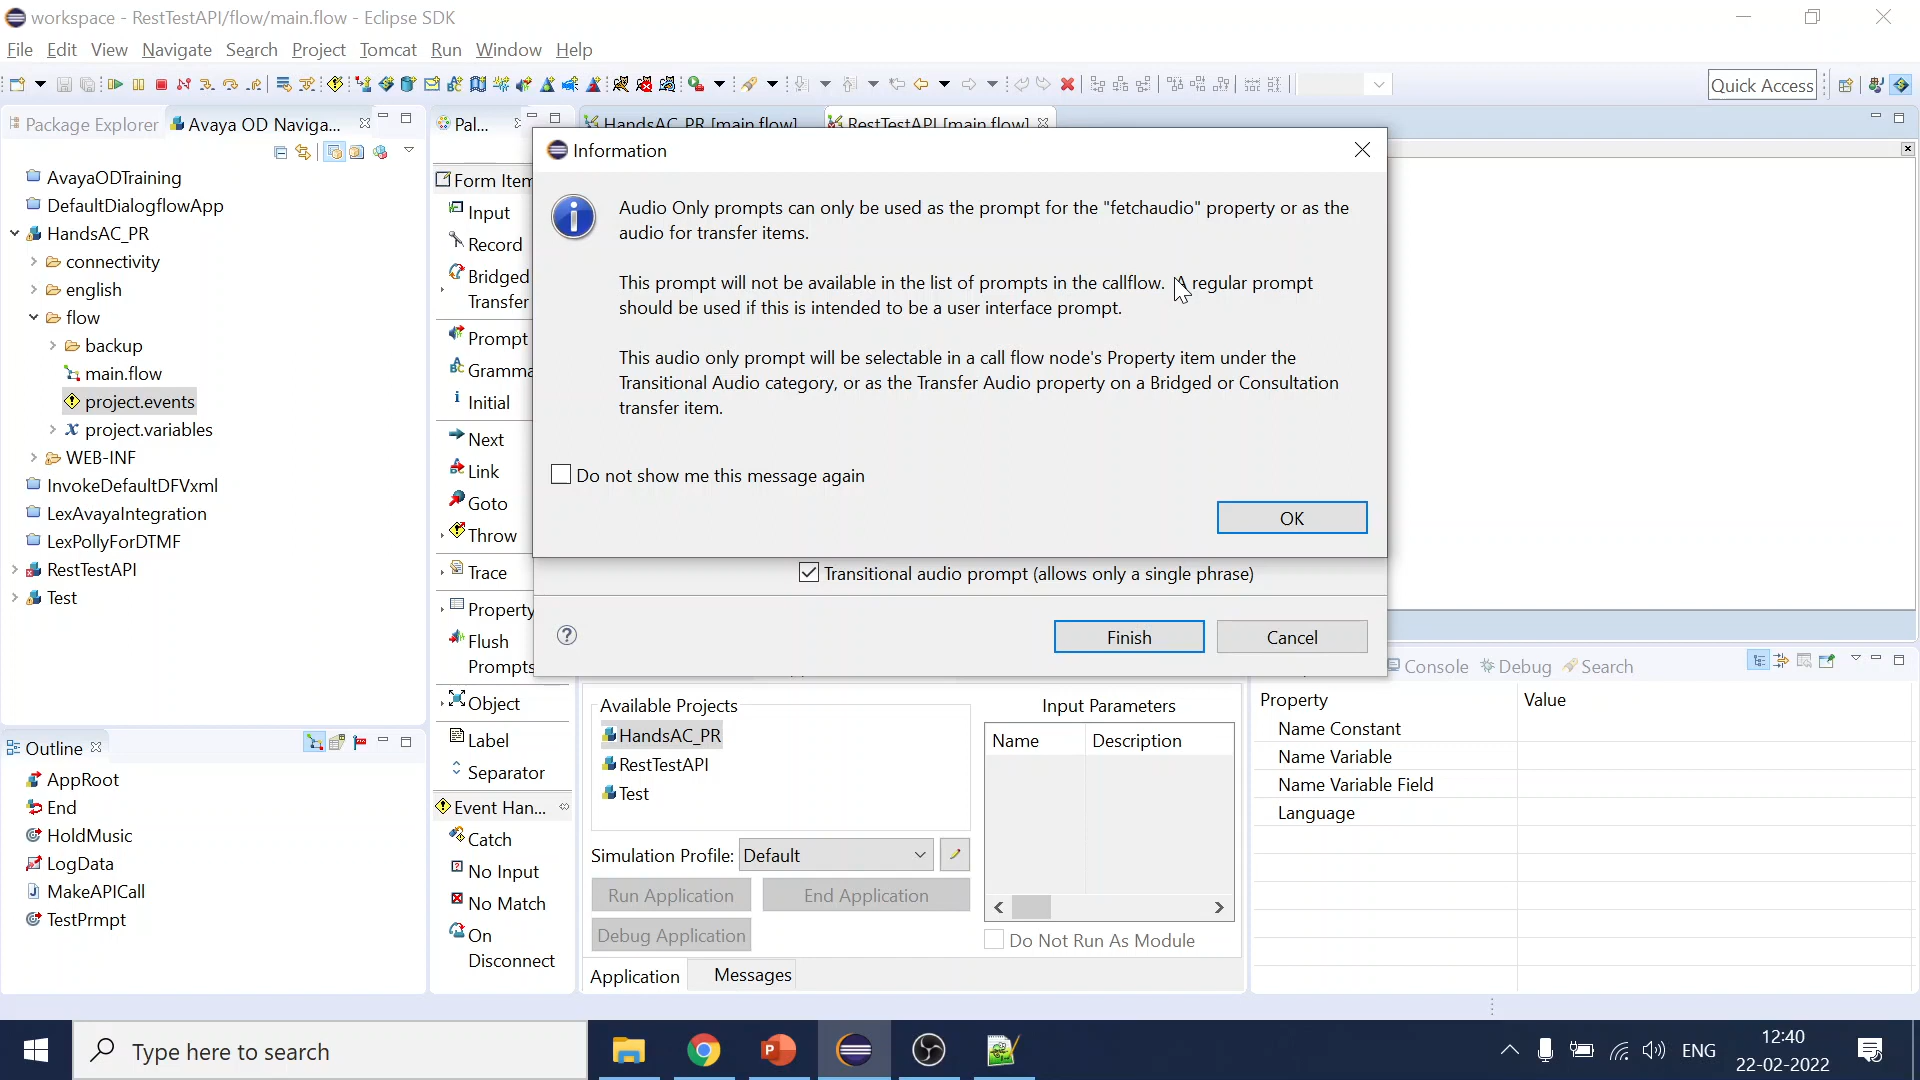 workspace - RestTestAPI/flow/main.flow - Eclipse SDK
File Edit View Navigate Search Project Tomcat Run Window Help
Quick Access
Package Explorer
Avaya OD Naviga...
Pal...
HandsAC_PR [main.flow]
RestTestAPI [main.flow]
AvayaODTraining
DefaultDialogflowApp
HandsAC_PR
connectivity
english
flow
backup
main.flow
project.events
project.variables
WEB-INF
InvokeDefaultDFVxml
LexAvayaIntegration
LexPollyForDTMF
RestTestAPI
Test
Outline
AppRoot
End
HoldMusic
LogData
MakeAPICall
TestPrmpt
Form Item
Input
Record
Bridged
Transfer
Prompt
Gramma
Initial
Next
Link
Goto
Throw
Trace
Property
Flush
Prompts
Object
Label
Separator
Event Han...
Catch
No Input
No Match
On
Disconnect
Information
Audio Only prompts can only be used as the prompt for the "fetchaudio" property or as the
audio for transfer items.
This prompt will not be available in the list of prompts in the callflow. A regular prompt
should be used if this is intended to be a user interface prompt.
This audio only prompt will be selectable in a call flow node's Property item under the
Transitional Audio category, or as the Transfer Audio property on a Bridged or Consultation
transfer item.
Do not show me this message again
OK
Transitional audio prompt (allows only a single phrase)
Finish
Cancel
Available Projects
HandsAC_PR
RestTestAPI
Test
Simulation Profile: Default
Run Application
End Application
Debug Application
Input Parameters
Name Description
Do Not Run As Module
Application Messages
Console Debug Search
Property Value
Name Constant
Name Variable
Name Variable Field
Language
Type here to search
ENG
12:40
22-02-2022